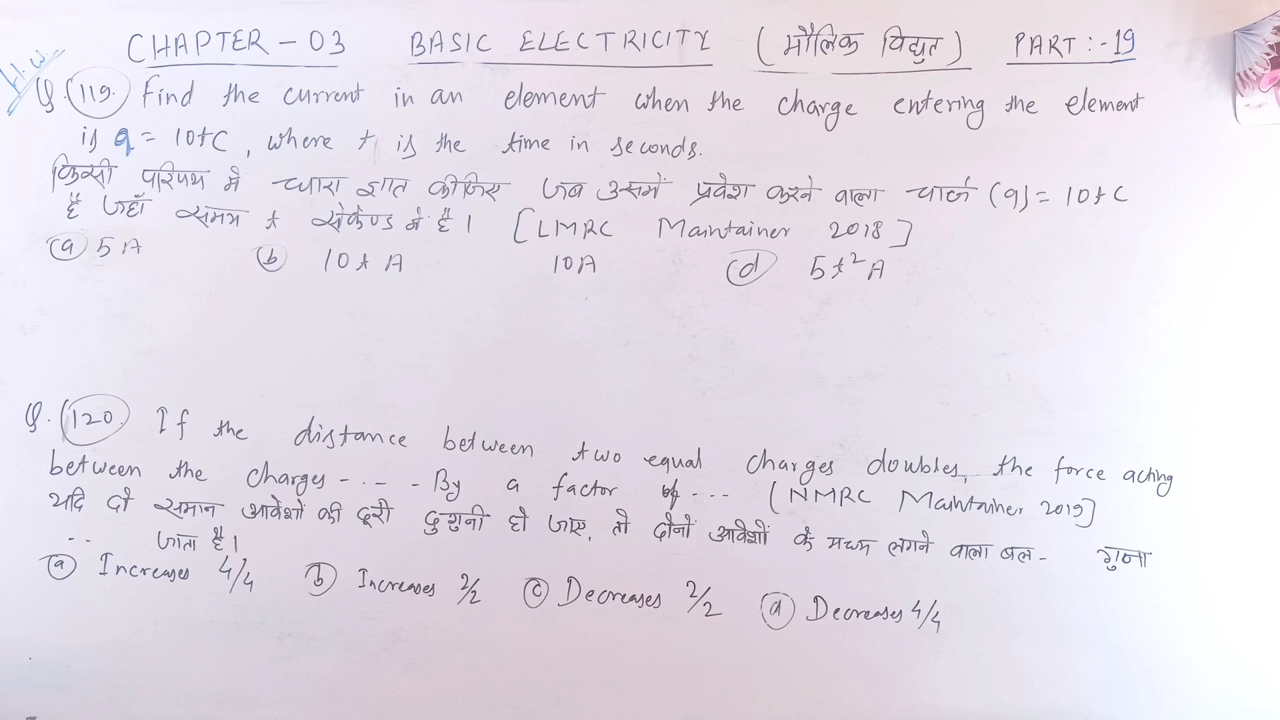 CHAPTER - 03 BASIC ELECTRICITY (मौलिक विद्युत) PART :- 19
H.W.
Q. (119.) Find the current in an element when the charge entering the element
is q = 10tC, where t is the time in seconds.
किसी परिपथ में धारा ज्ञात कीजिए जब उसमें प्रवेश करने वाला चार्ज (q) = 10tC
है जहाँ समय t सेकेण्ड में है। [LMRC Maintainer 2018]
(a) 5A (b) 10tA 10A (d) 5t²A
Q. (120.) If the distance between two equal charges doubles, the force acting
between the charges - - - - By a factor of --- (NMRC Maintainer 2019]
यदि दो समान आवेशों की दूरी दुगुनी हो जाए, तो दोनों आवेशों के मध्य लगने वाला बल - गुना
-- जाता है।
(a) Increases 4/4 (b) Increases 2/2 (c) Decreases 2/2 (d) Decreases 4/4